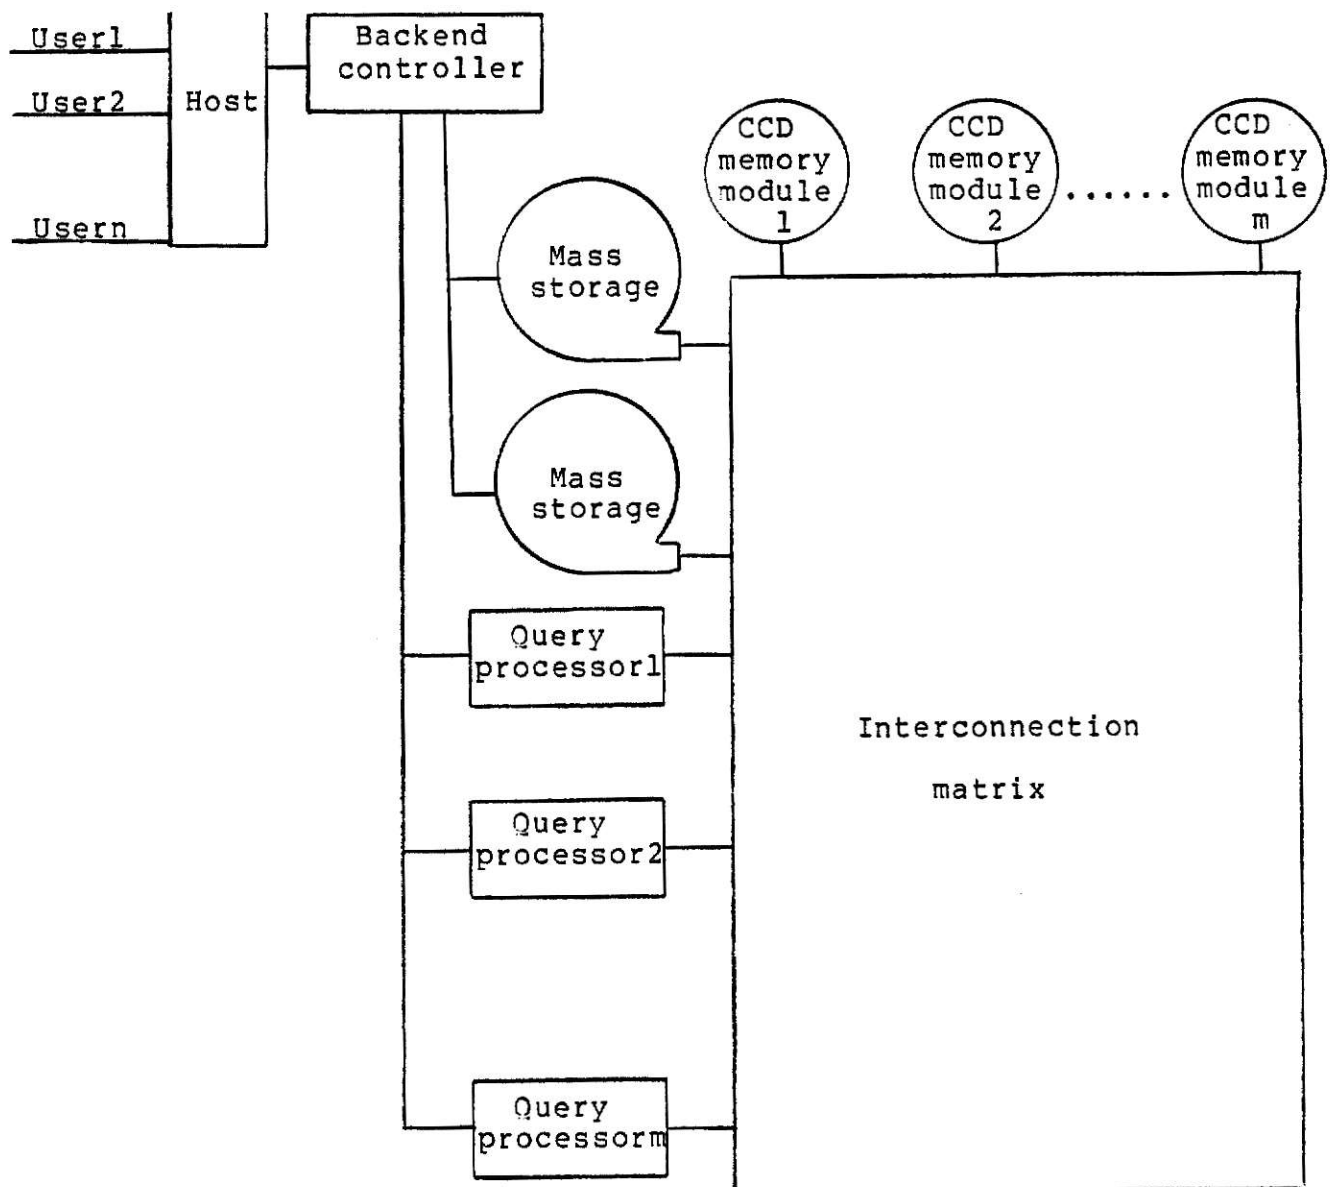 User1
User2
Usern
Host
Backend
controller
CCD
memory
module
1
CCD
memory
module
2
......
CCD
memory
module
m
Mass
storage
Mass
storage
Query
processor1
Query
processor2
Query
processorm
Interconnection
matrix